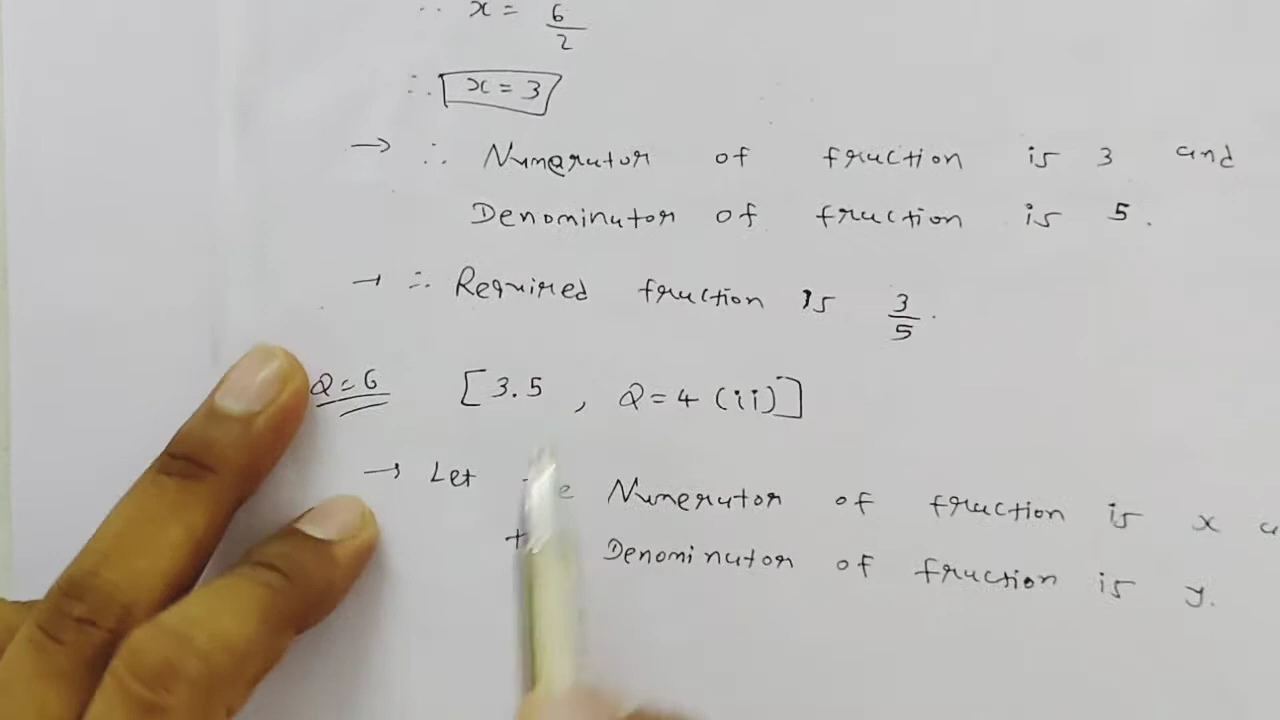 ∴ x = 6/2
∴ x = 3
→ ∴ Numerator of fraction is 3 and
Denominator of fraction is 5.
→ ∴ Required fraction is 3/5.
Q=6 [3.5, Q=4 (ii)]
→ Let Numerator of fraction is x
Denominator of fraction is y.